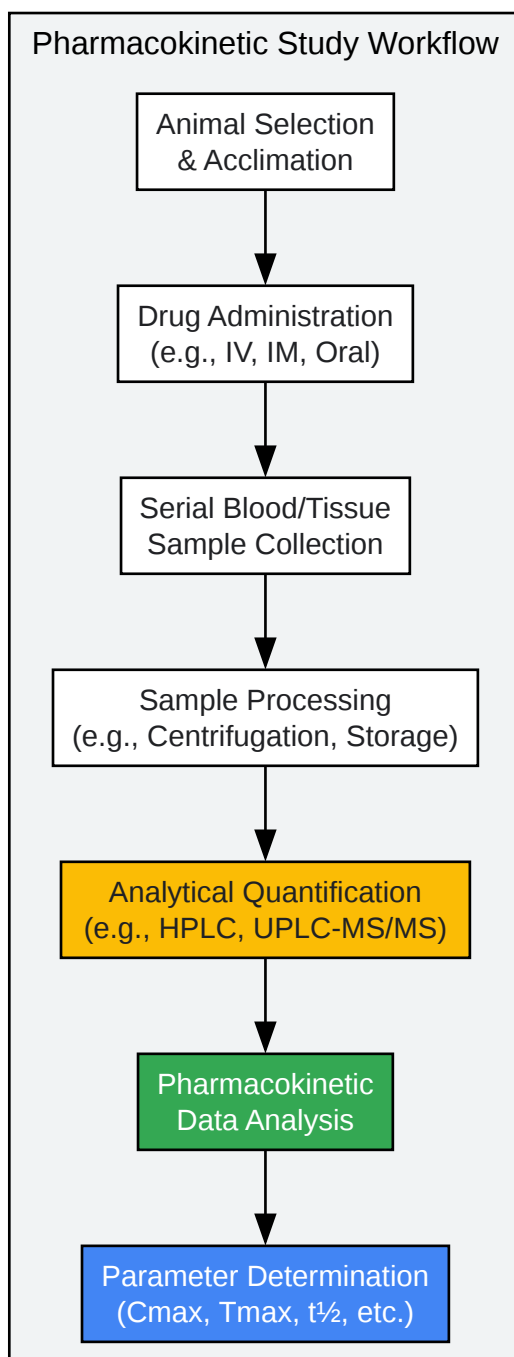 Pharmacokinetic Study Workflow
Animal Selection
& Acclimation
Drug Administration
(e.g., IV, IM, Oral)
Serial Blood/Tissue
Sample Collection
Sample Processing
(e.g., Centrifugation, Storage)
Analytical Quantification
(e.g., HPLC, UPLC-MS/MS)
Pharmacokinetic
Data Analysis
Parameter Determination
(Cmax, Tmax, t½, etc.)